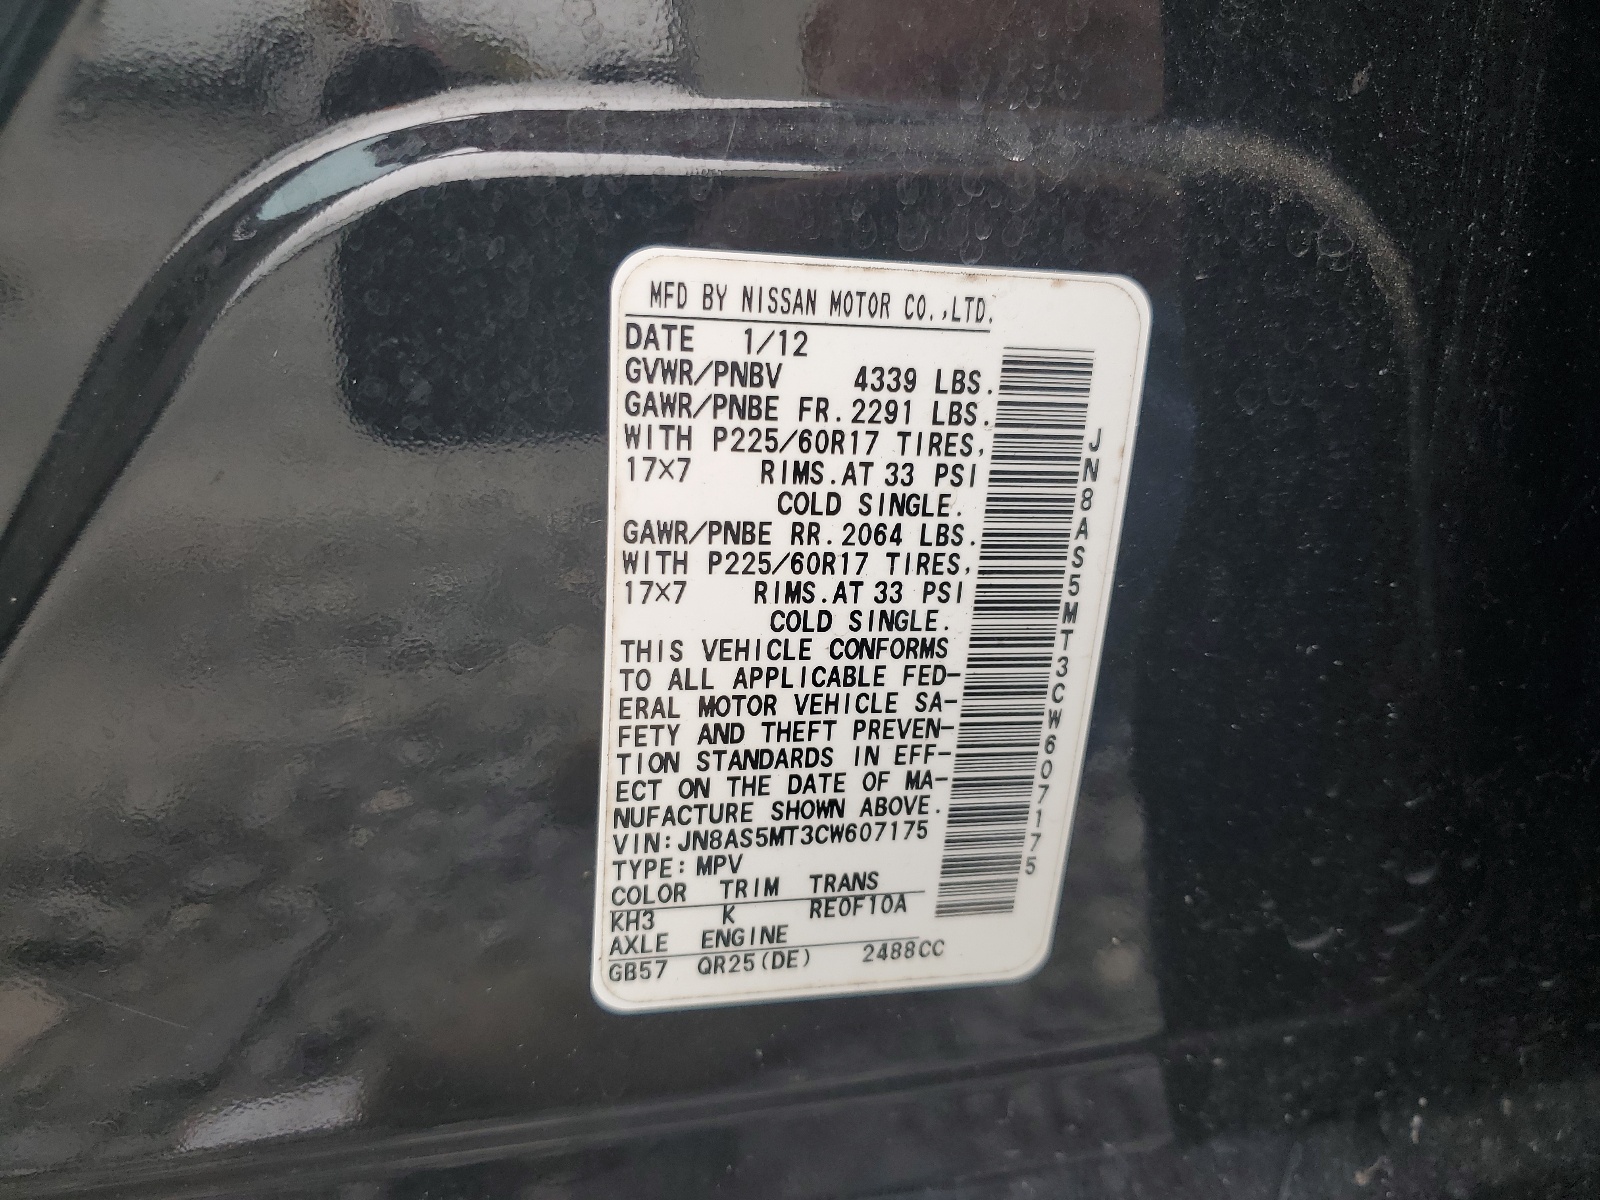 MFD BY NISSAN MOTOR CO.,LTD.
DATE 1/12
GVWR/PNBV 4339 LBS.
GAWR/PNBE FR.2291 LBS.
WITH P225/60R17 TIRES,
17×7 RIMS.AT 33 PSI
COLD SINGLE.
GAWR/PNBE RR.2064 LBS.
WITH P225/60R17 TIRES,
17×7 RIMS.AT 33 PSI
COLD SINGLE.
THIS VEHICLE CONFORMS
TO ALL APPLICABLE FED-
ERAL MOTOR VEHICLE SA-
FETY AND THEFT PREVEN-
TION STANDARDS IN EFF-
ECT ON THE DATE OF MA-
NUFACTURE SHOWN ABOVE.
VIN:JN8AS5MT3CW607175
TYPE:MPV
COLOR TRIM TRANS
KH3 K RE0F10A
AXLE ENGINE
GB57 QR25(DE) 2488CC
JN8AS5MT3CW607175